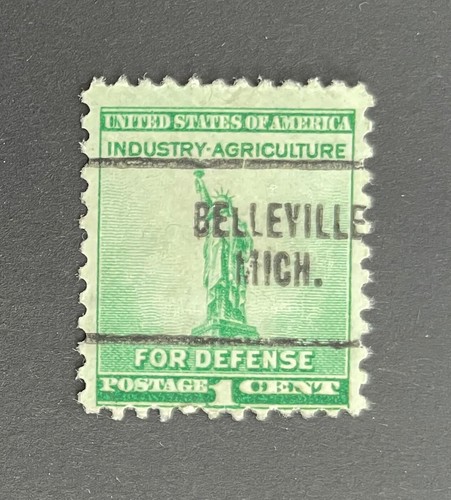 UNITED STATES OF AMERICA
INDUSTRY-AGRICULTURE
BELLEVILLE
MICH.
FOR DEFENSE
POSTAGE 1 CENT